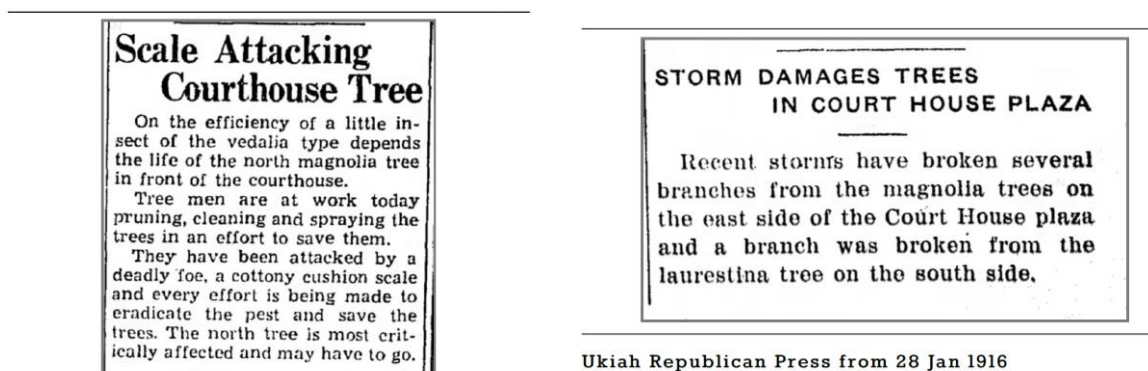 Scale Attacking
Courthouse Tree
On the efficiency of a little in-
sect of the vedalia type depends
the life of the north magnolia tree
in front of the courthouse.
Tree men are at work today
pruning, cleaning and spraying the
trees in an effort to save them.
They have been attacked by a
deadly foe, a cottony cushion scale
and every effort is being made to
eradicate the pest and save the
trees. The north tree is most crit-
ically affected and may have to go.
STORM DAMAGES TREES
IN COURT HOUSE PLAZA
Recent storms have broken several
branches from the magnolia trees on
the east side of the Court House plaza
and a branch was broken from the
laurestina tree on the south side.
Ukiah Republican Press from 28 Jan 1916